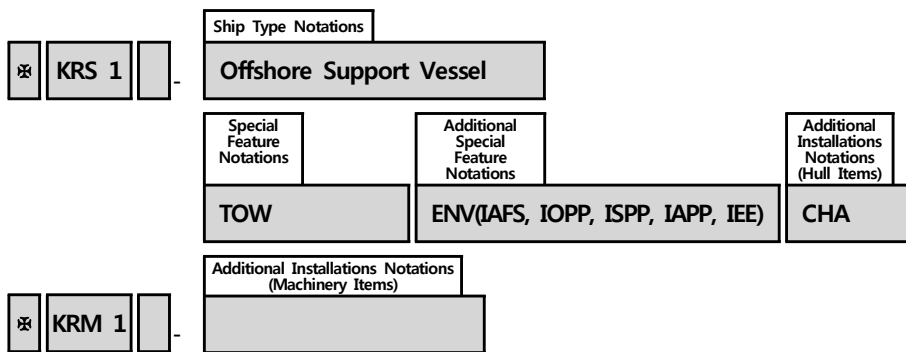 Ship Type Notations
✠ KRS 1 - Offshore Support Vessel
Special
Feature
Notations
Additional
Special
Feature
Notations
Additional
Installations
Notations
(Hull Items)
TOW ENV(IAFS, IOPP, ISPP, IAPP, IEE) CHA
Additional Installations Notations
(Machinery Items)
✠ KRM 1 -